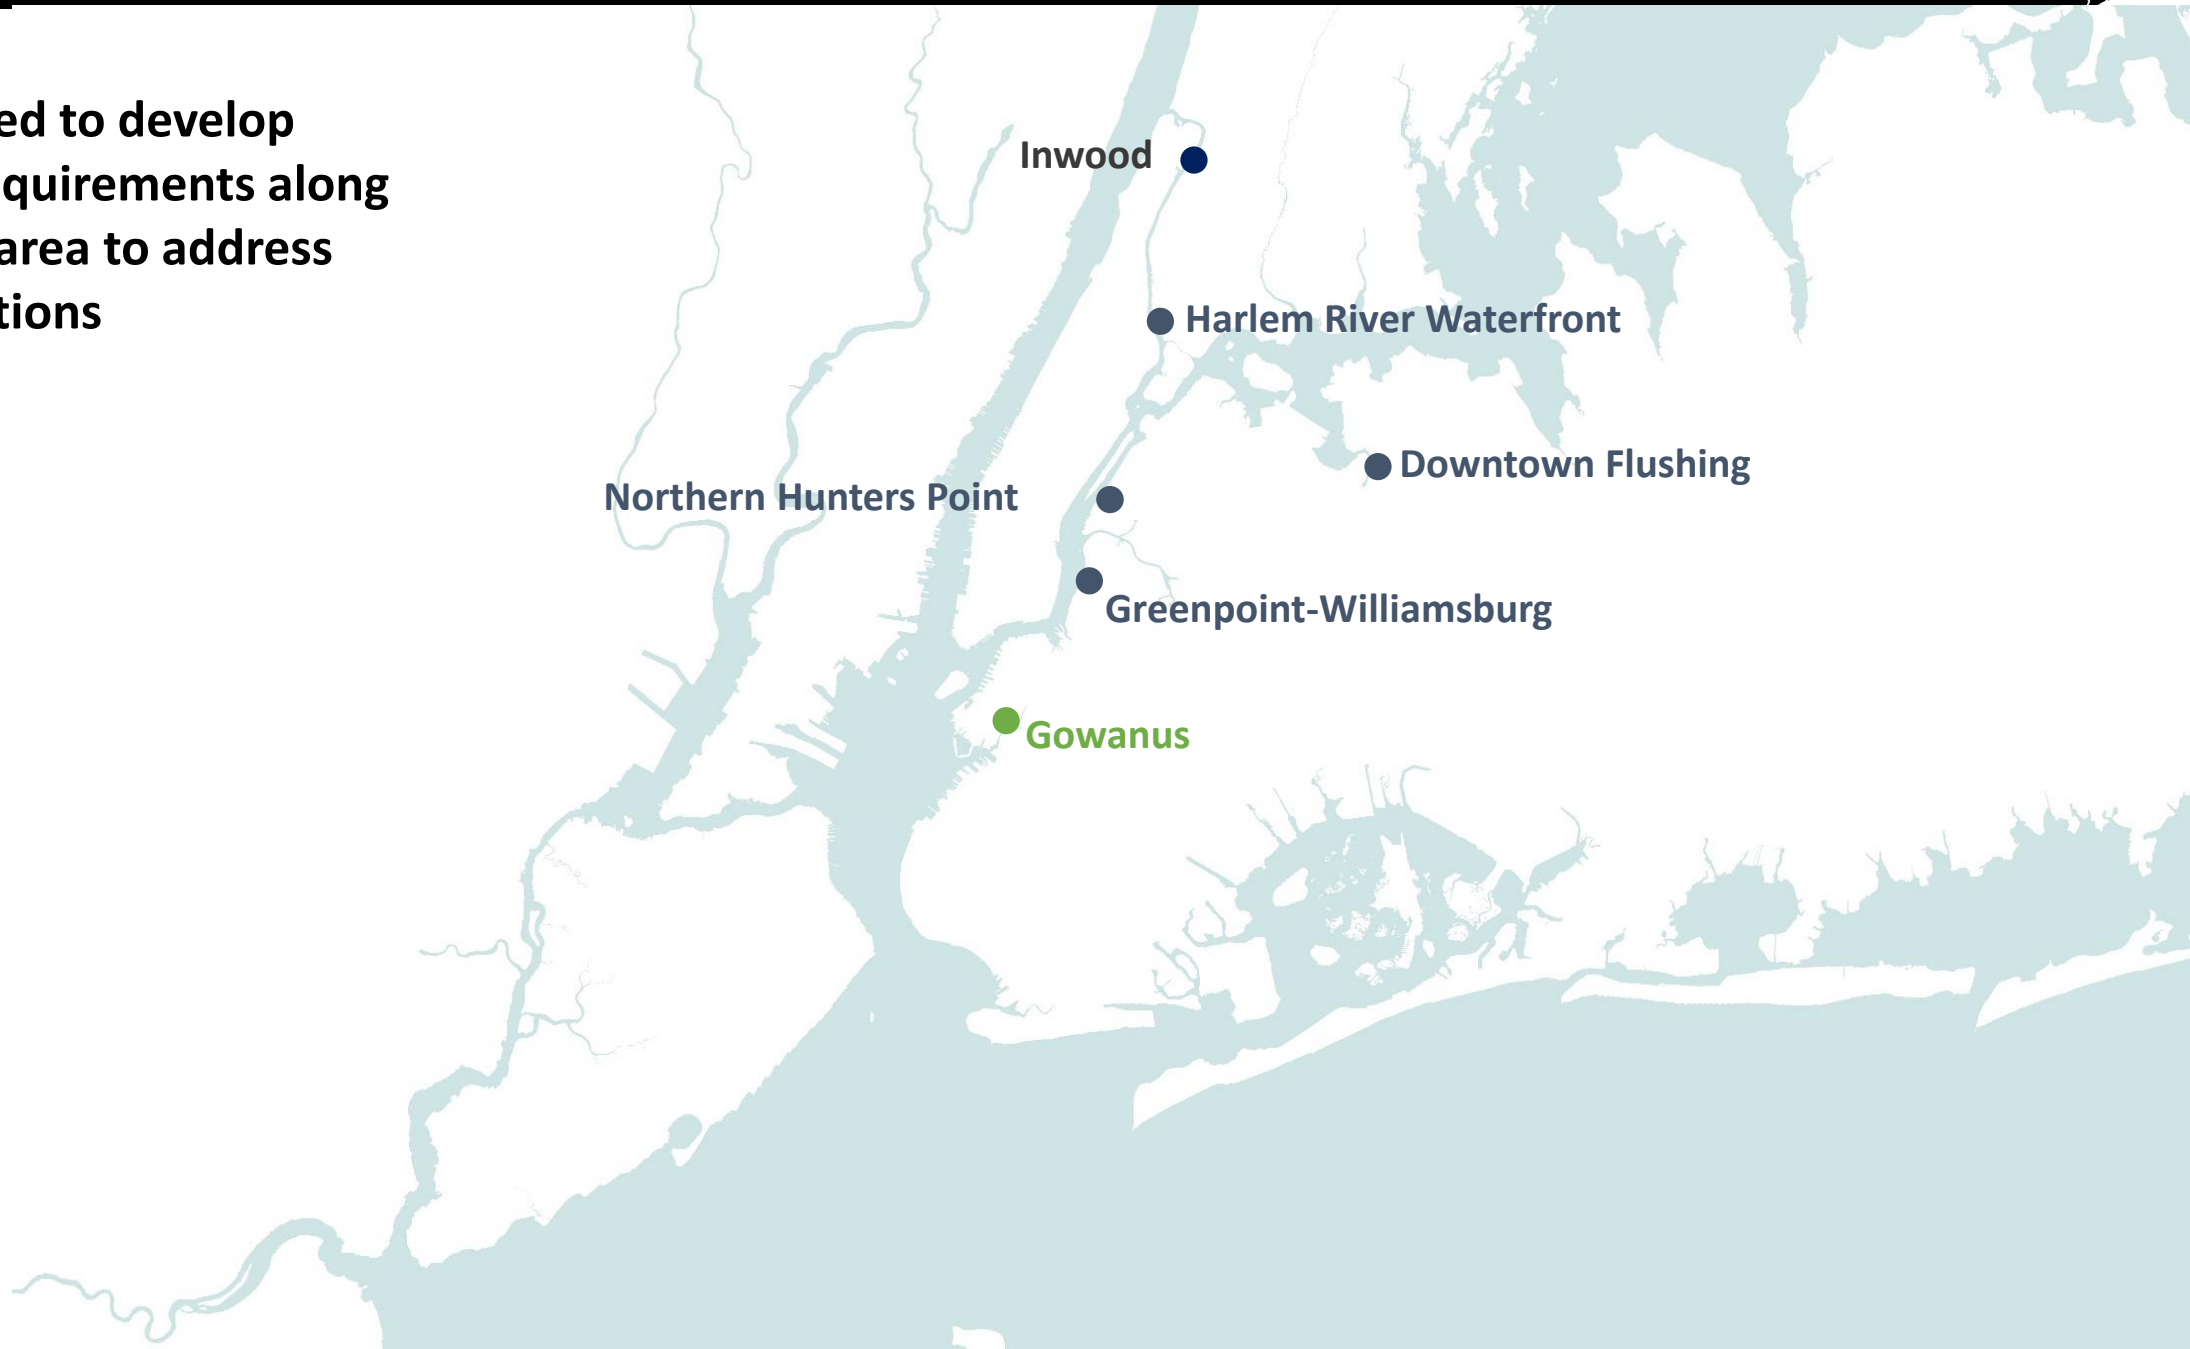 ed to develop
quirements along
area to address
tions
Inwood
Harlem River Waterfront
Downtown Flushing
Northern Hunters Point
Greenpoint-Williamsburg
Gowanus